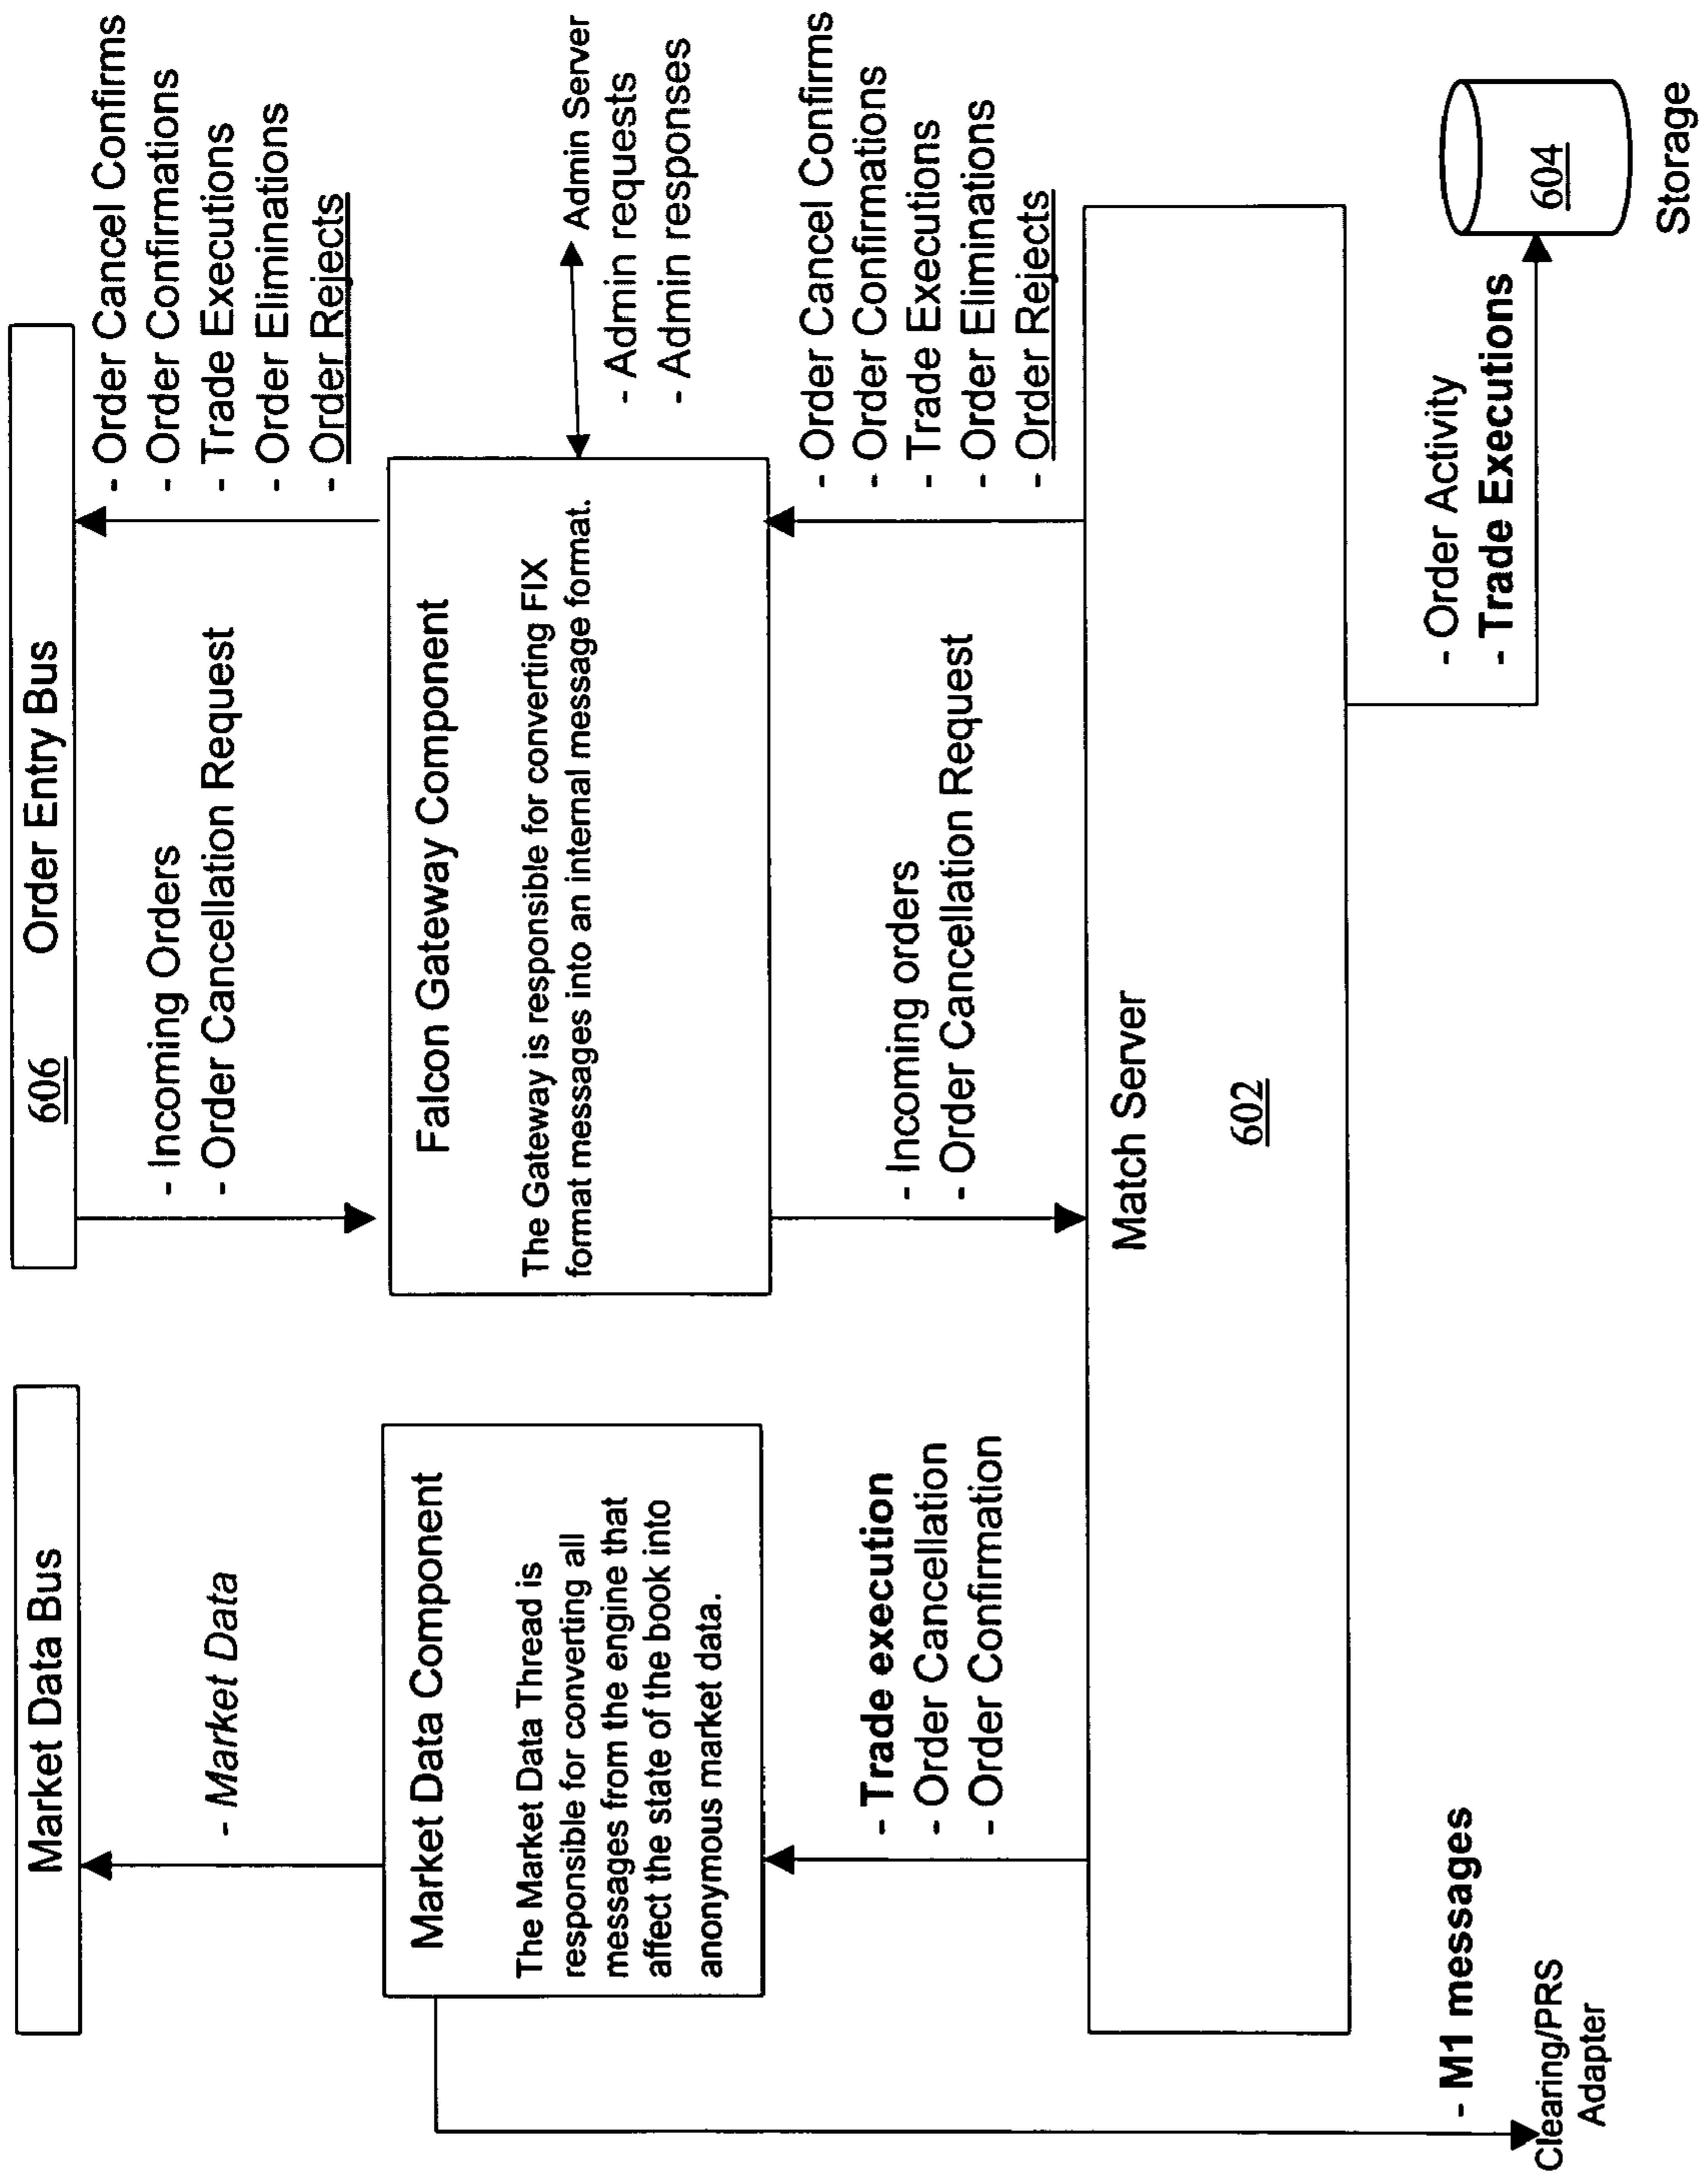 Market Data Bus
- Market Data
Market Data Component
The Market Data Thread is
responsible for converting all
messages from the engine that
affect the state of the book into
anonymous market data.
- Trade execution
- Order Cancellation
- Order Confirmation
- M1 messages
Clearing/PRS
Adapter
606 Order Entry Bus
- Incoming Orders
- Order Cancellation Request
- Order Cancel Confirms
- Order Confirmations
- Trade Executions
- Order Eliminations
- Order Rejects
Falcon Gateway Component
The Gateway is responsible for converting FIX
format messages into an internal message format.
Admin Server
- Admin requests
- Admin responses
- Incoming orders
- Order Cancellation Request
- Order Cancel Confirms
- Order Confirmations
- Trade Executions
- Order Eliminations
- Order Rejects
Match Server
602
- Order Activity
- Trade Executions
604
Storage